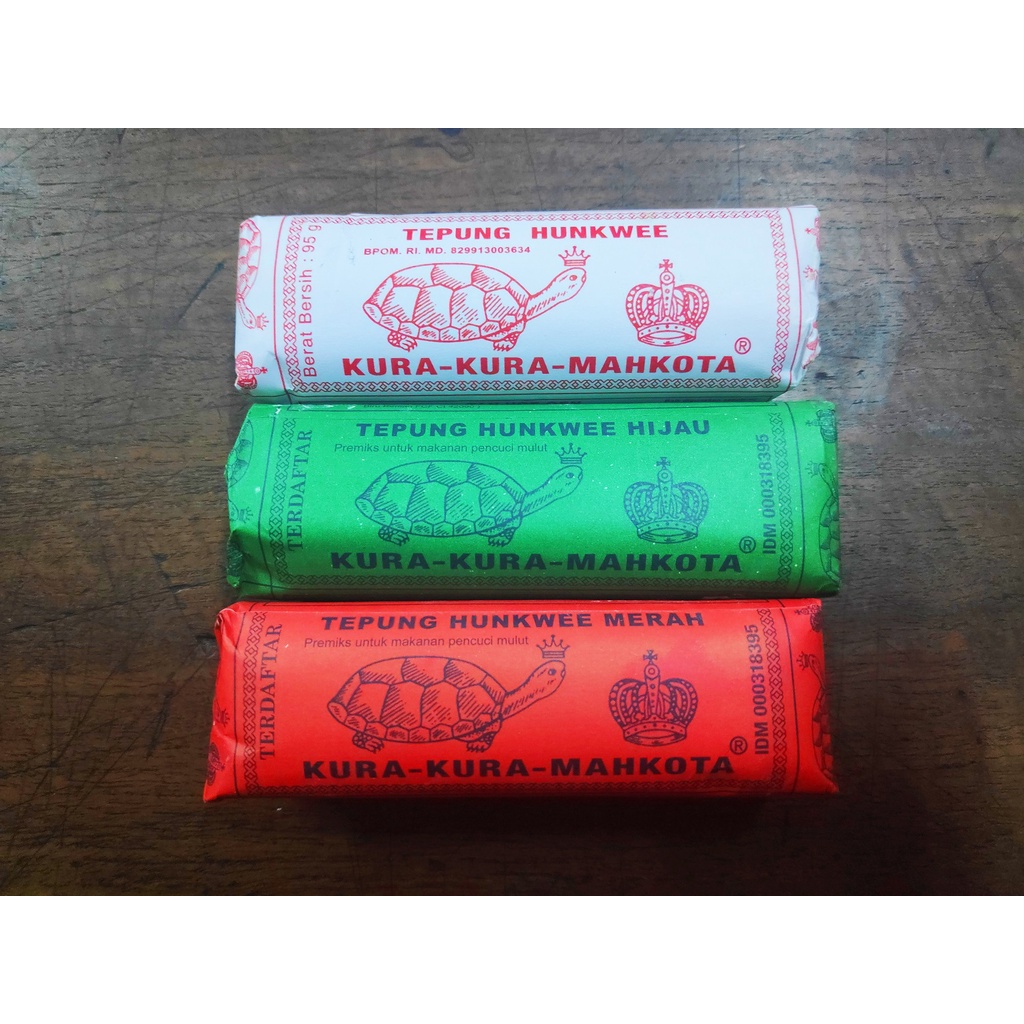 TEPUNG HUNKWEE
BPOM. RI. MD. 829913003634
Berat Bersih : 95 g
KURA-KURA-MAHKOTA ®
TEPUNG HUNKWEE HIJAU
Premiks untuk makanan pencuci mulut
TERDAFTAR
IDM 000318395
KURA-KURA-MAHKOTA ®
TEPUNG HUNKWEE MERAH
Premiks untuk makanan pencuci mulut
TERDAFTAR
IDM 000318395
KURA-KURA-MAHKOTA ®